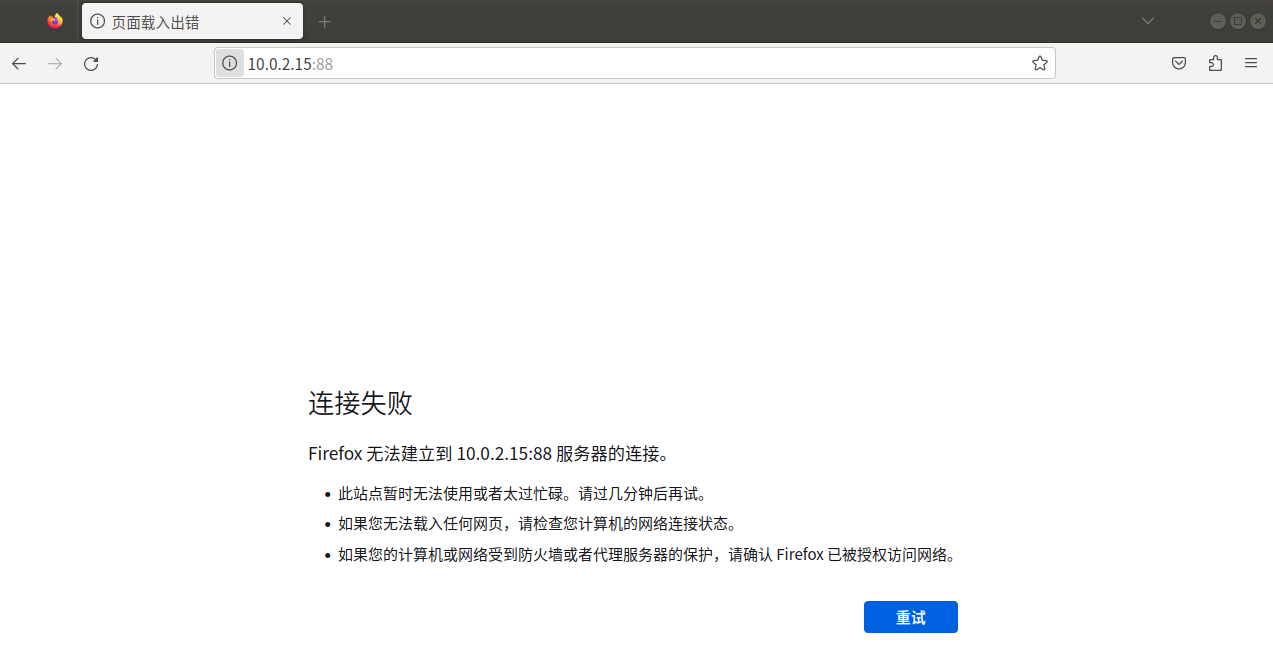 页面载入出错
10.0.2.15:88
连接失败
Firefox 无法建立到 10.0.2.15:88 服务器的连接。
• 此站点暂时无法使用或者太过忙碌。请过几分钟后再试。
• 如果您无法载入任何网页，请检查您计算机的网络连接状态。
• 如果您的计算机或网络受到防火墙或者代理服务器的保护，请确认 Firefox 已被授权访问网络。
重试